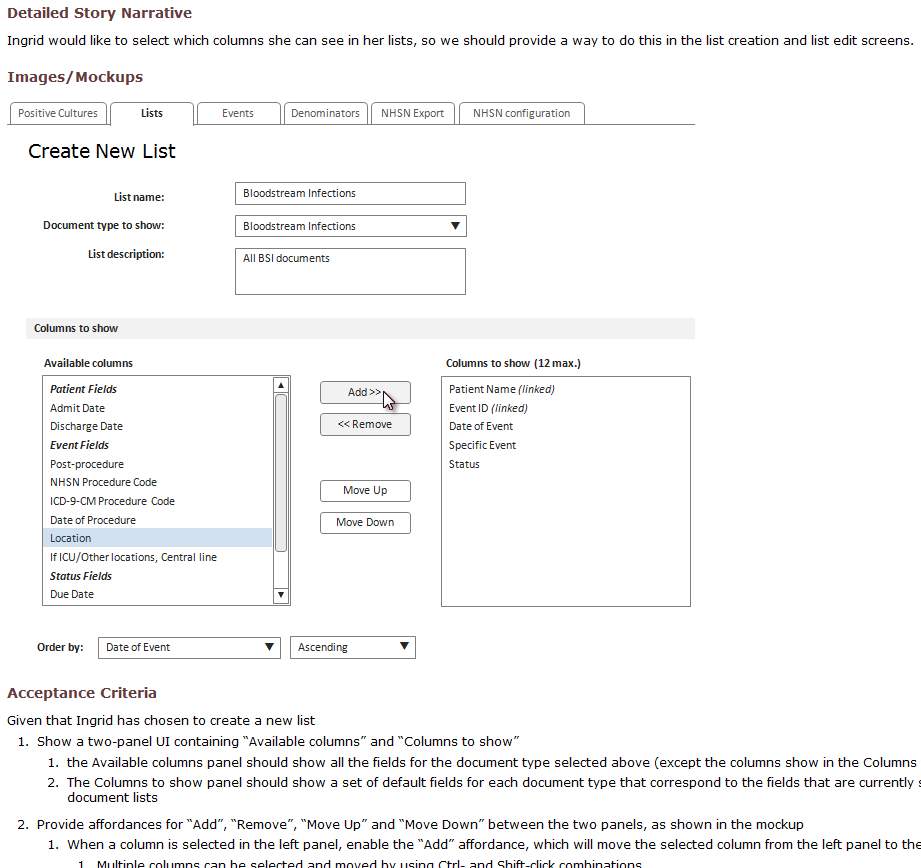 Detailed Story Narrative
Ingrid would like to select which columns she can see in her lists, so we should provide a way to do this in the list creation and list edit screens.
Images/Mockups
Positive Cultures
Lists
Events
Denominators
NHSN Export
NHSN configuration
Create New List
List name:
Bloodstream Infections
Document type to show:
Bloodstream Infections
List description:
All BSI documents
Columns to show
Available columns
Patient Fields
Admit Date
Discharge Date
Event Fields
Post-procedure
NHSN Procedure Code
ICD-9-CM Procedure Code
Date of Procedure
Location
If ICU/Other locations, Central line
Status Fields
Due Date
Add >>
<< Remove
Move Up
Move Down
Columns to show (12 max.)
Patient Name (linked)
Event ID (linked)
Date of Event
Specific Event
Status
Order by:
Date of Event
Ascending
Acceptance Criteria
Given that Ingrid has chosen to create a new list
1. Show a two-panel UI containing “Available columns” and “Columns to show”
1. the Available columns panel should show all the fields for the document type selected above (except the columns show in the Columns
2. The Columns to show panel should show a set of default fields for each document type that correspond to the fields that are currently
document lists
2. Provide affordances for “Add”, “Remove”, “Move Up” and “Move Down” between the two panels, as shown in the mockup
1. When a column is selected in the left panel, enable the “Add” affordance, which will move the selected column from the left panel to the
1. Multiple columns can be selected and moved by using Ctrl- and Shift-click combinations